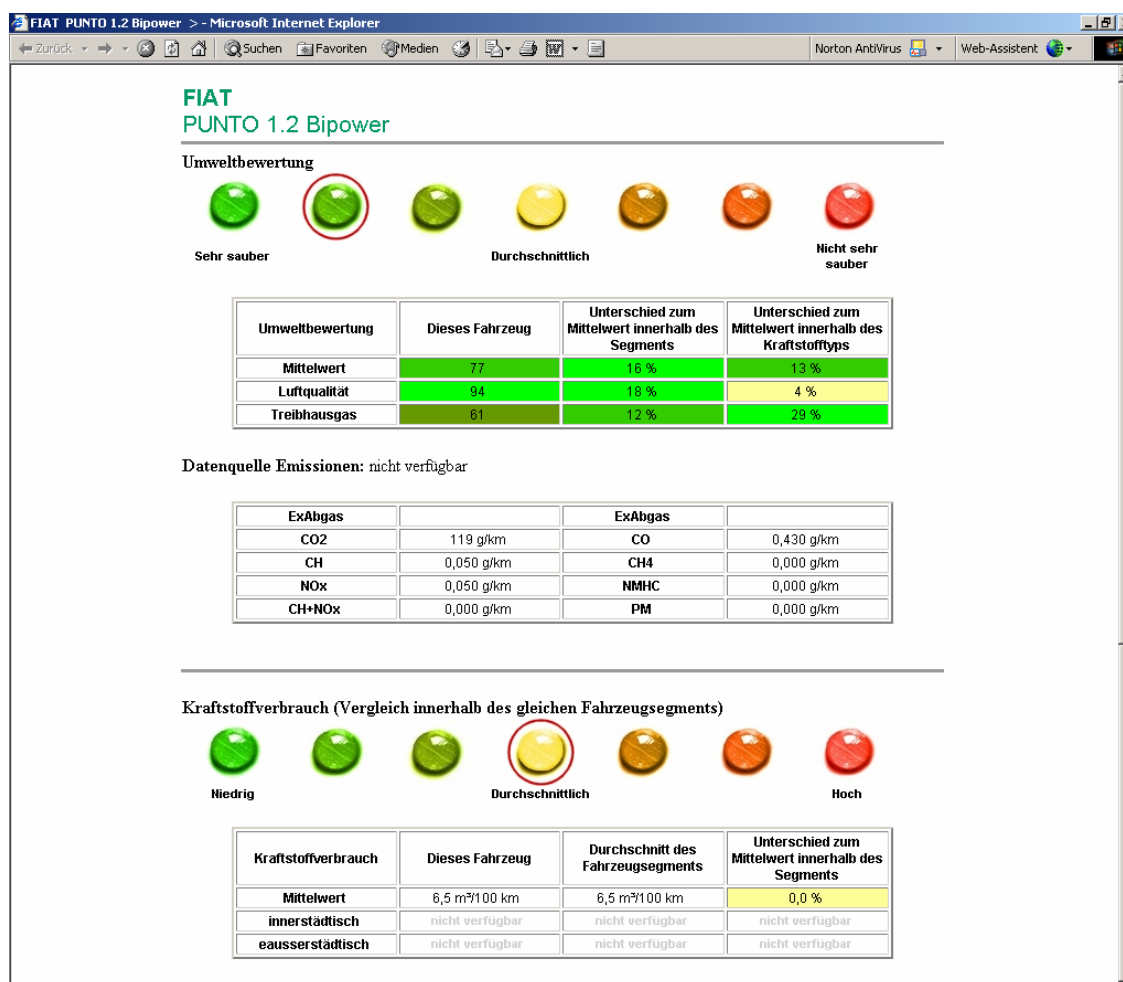 FIAT PUNTO 1.2 Bipower > - Microsoft Internet Explorer
Zurück Suchen Favoriten Medien Norton AntiVirus Web-Assistent
FIAT
PUNTO 1.2 Bipower
Umweltbewertung
Sehr sauber Durchschnittlich Nicht sehr sauber
Umweltbewertung Dieses Fahrzeug Unterschied zum Mittelwert innerhalb des Segments Unterschied zum Mittelwert innerhalb des Kraftstofftyps
Mittelwert 77 16 % 13 %
Luftqualität 94 18 % 4 %
Treibhausgas 61 12 % 29 %
Datenquelle Emissionen: nicht verfügbar
ExAbgas ExAbgas
CO2 119 g/km CO 0,430 g/km
CH 0,050 g/km CH4 0,000 g/km
NOx 0,050 g/km NMHC 0,000 g/km
CH+NOx 0,000 g/km PM 0,000 g/km
Kraftstoffverbrauch (Vergleich innerhalb des gleichen Fahrzeugsegments)
Niedrig Durchschnittlich Hoch
Kraftstoffverbrauch Dieses Fahrzeug Durchschnitt des Fahrzeugsegments Unterschied zum Mittelwert innerhalb des Segments
Mittelwert 6,5 m³/100 km 6,5 m³/100 km 0,0 %
innerstädtisch nicht verfügbar nicht verfügbar nicht verfügbar
eausserstädtisch nicht verfügbar nicht verfügbar nicht verfügbar